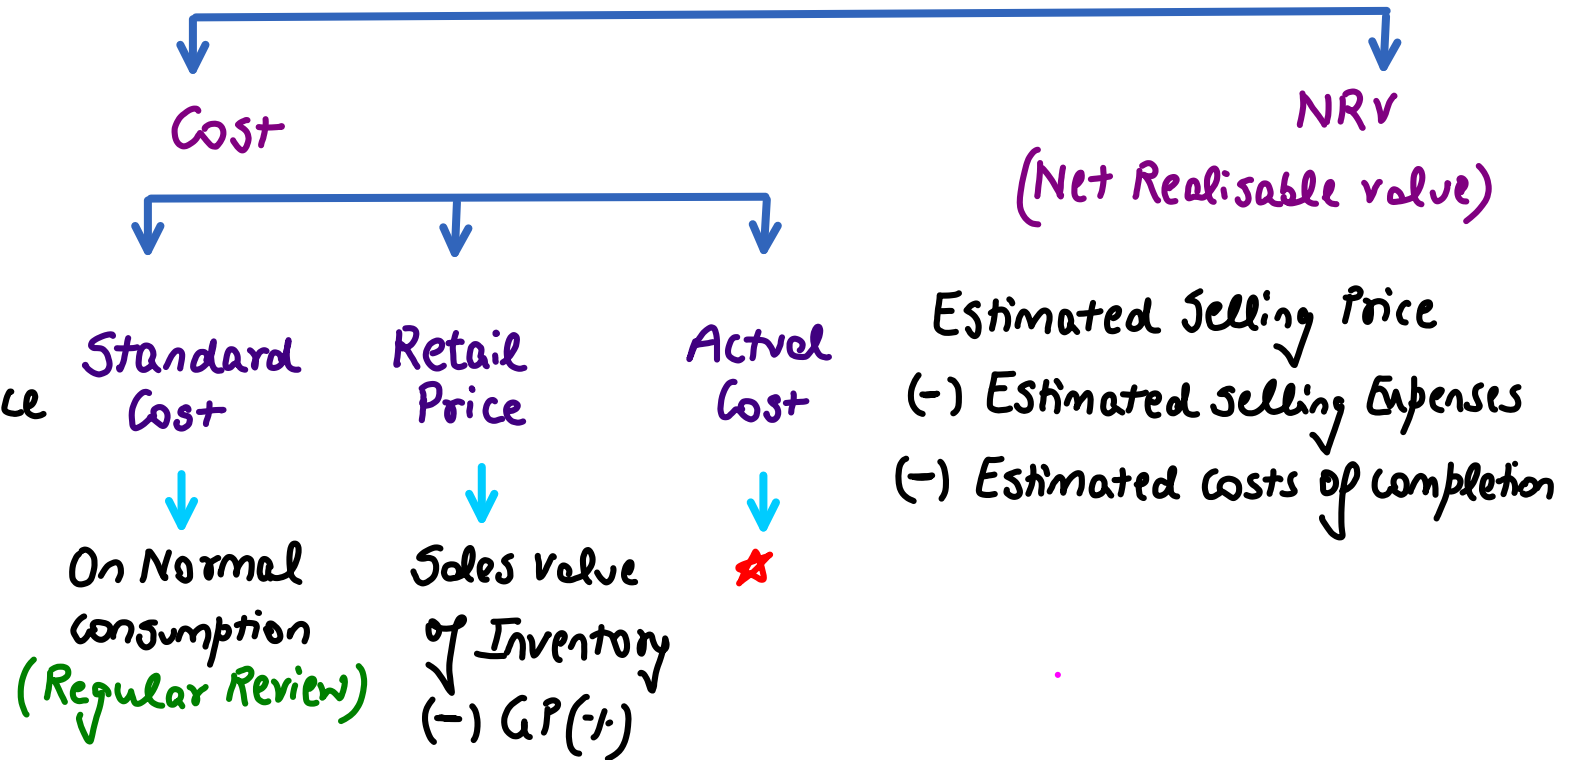 Cost
NRV
(Net Realisable value)
Standard
Cost
Retail
Price
Actual
Cost
ce
Estimated Selling Price
(-) Estimated selling Expenses
(-) Estimated costs of completion
On Normal
consumption
(Regular Review)
Sales value
of Inventory
(-) GP(%)